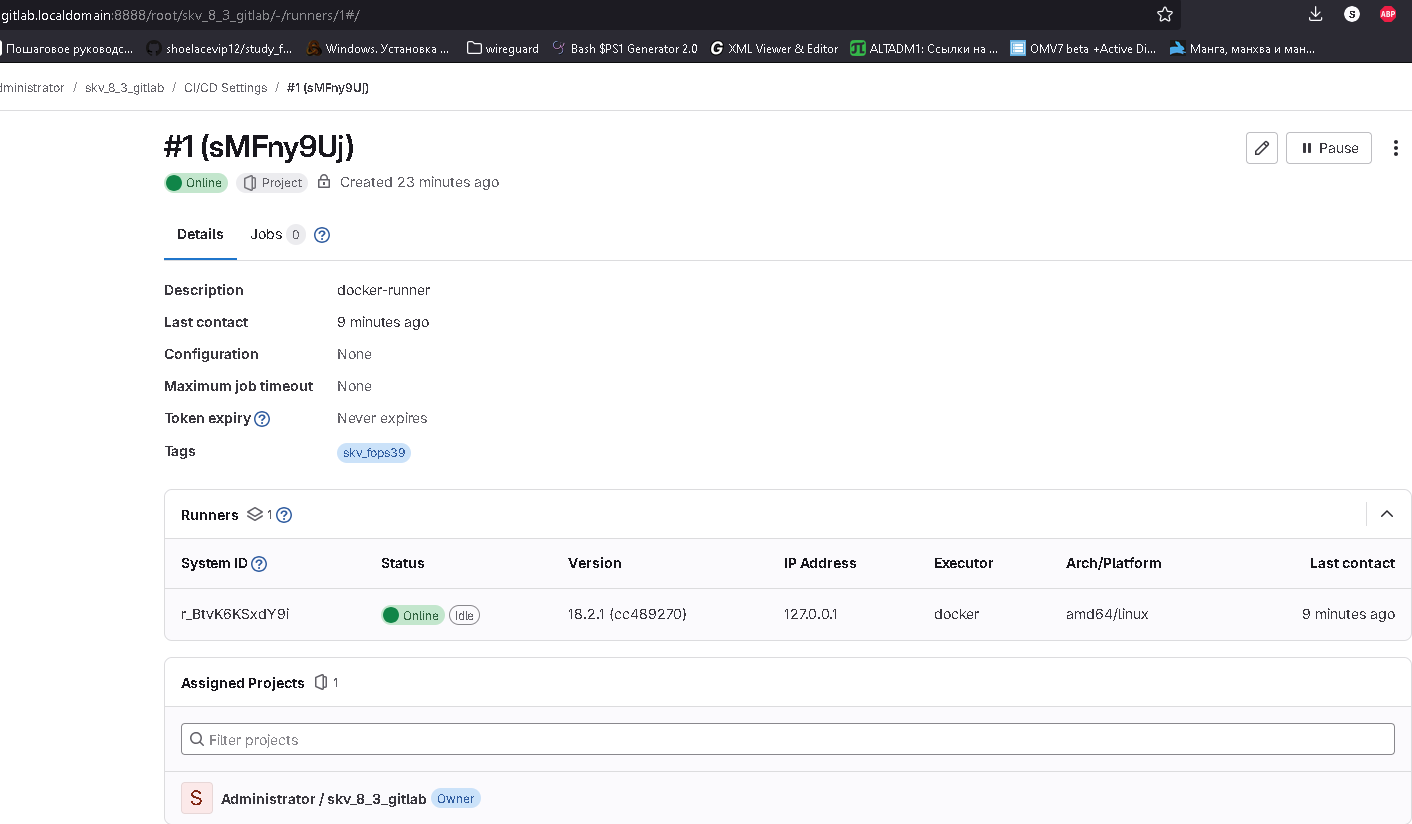 gitlab.localdomain:8888/root/skv_8_3_gitlab/-/runners/1#/
S ABP
Пошаговое руководс... shoelacevip12/study_f... Windows. Установка ... wireguard Bash $PS1 Generator 2.0 G XML Viewer & Editor ALTADM1: Ссылки на ... OMV7 beta +Active Di... Манга, манхва и ман...
dministrator / skv_8_3_gitlab / CI/CD Settings / #1 (sMFny9Uj)
#1 (sMFny9Uj)
Pause
Online Project Created 23 minutes ago
Details Jobs 0 ?
Description docker-runner
Last contact 9 minutes ago
Configuration None
Maximum job timeout None
Token expiry ? Never expires
Tags skv_fops39
Runners 1 ?
System ID ? Status Version IP Address Executor Arch/Platform Last contact
r_BtvK6KSxdY9i Online Idle 18.2.1 (cc489270) 127.0.0.1 docker amd64/linux 9 minutes ago
Assigned Projects 1
Filter projects
S Administrator / skv_8_3_gitlab Owner